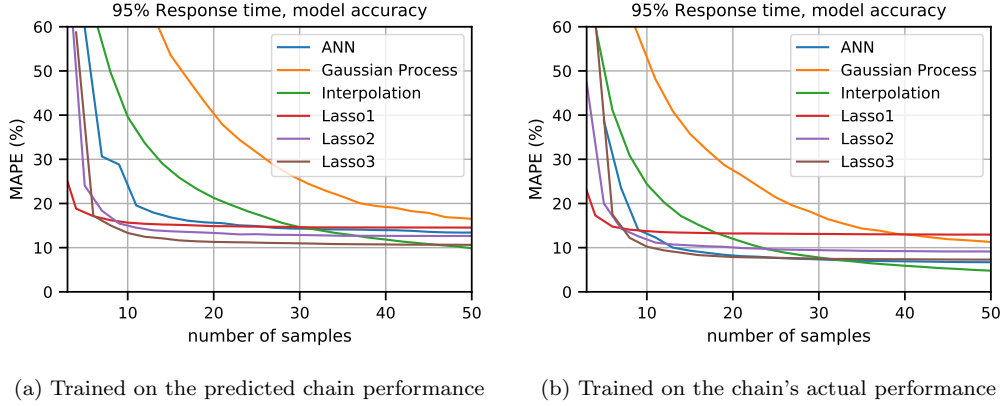 95% Response time, model accuracy
60
50
40
30
20
10
0
MAPE (%)
ANN
Gaussian Process
Interpolation
Lasso1
Lasso2
Lasso3
10
20
30
40
50
number of samples
(a) Trained on the predicted chain performance
95% Response time, model accuracy
60
50
40
30
20
10
0
MAPE (%)
ANN
Gaussian Process
Interpolation
Lasso1
Lasso2
Lasso3
10
20
30
40
50
number of samples
(b) Trained on the chain's actual performance